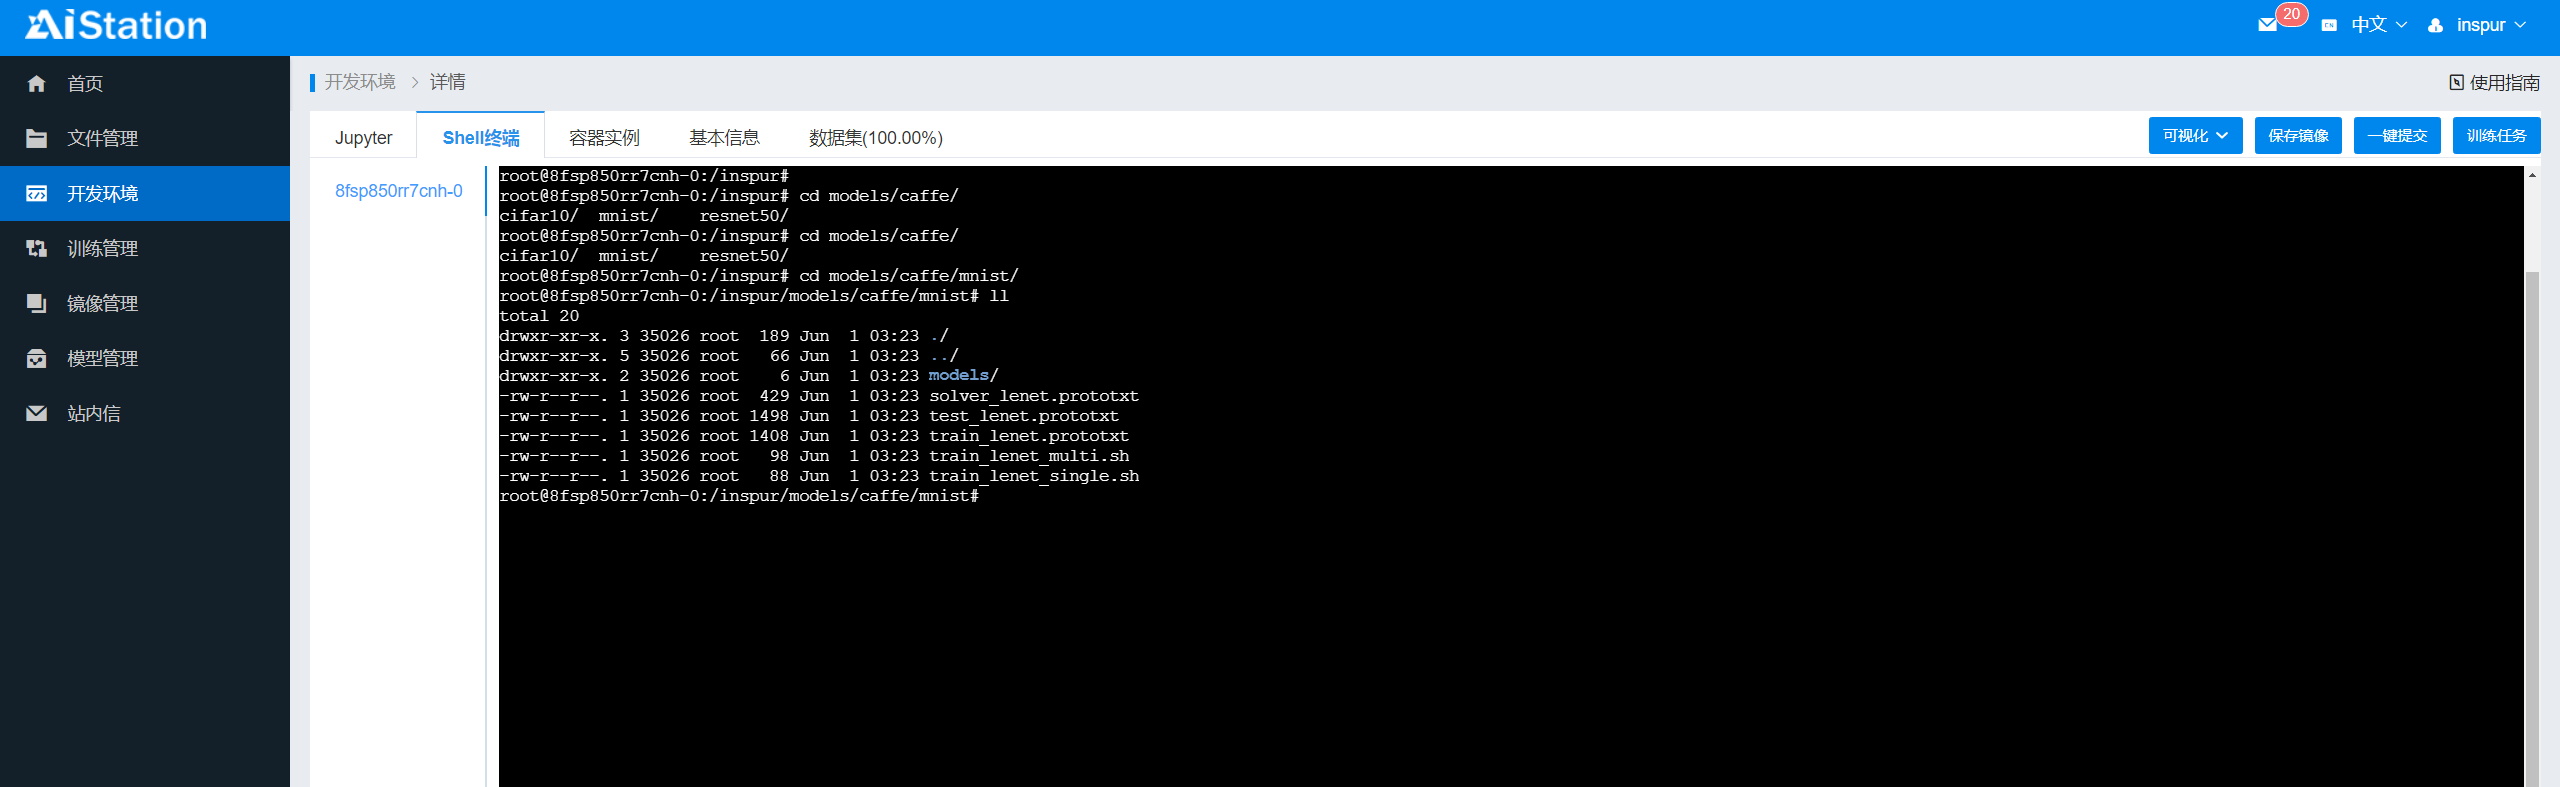 AiStation
20
CN
中文
inspur
首页
文件管理
开发环境
训练管理
镜像管理
模型管理
站内信
开发环境 > 详情
使用指南
Jupyter
Shell终端
容器实例
基本信息
数据集(100.00%)
可视化
保存镜像
一键提交
训练任务
8fsp850rr7cnh-0
root@8fsp850rr7cnh-0:/inspur#
root@8fsp850rr7cnh-0:/inspur# cd models/caffe/
cifar10/  mnist/    resnet50/
root@8fsp850rr7cnh-0:/inspur# cd models/caffe/
cifar10/  mnist/    resnet50/
root@8fsp850rr7cnh-0:/inspur# cd models/caffe/mnist/
root@8fsp850rr7cnh-0:/inspur/models/caffe/mnist# ll
total 20
drwxr-xr-x. 3 35026 root  189 Jun  1 03:23 ./
drwxr-xr-x. 5 35026 root   66 Jun  1 03:23 ../
drwxr-xr-x. 2 35026 root    6 Jun  1 03:23 models/
-rw-r--r--. 1 35026 root  429 Jun  1 03:23 solver_lenet.prototxt
-rw-r--r--. 1 35026 root 1498 Jun  1 03:23 test_lenet.prototxt
-rw-r--r--. 1 35026 root 1408 Jun  1 03:23 train_lenet.prototxt
-rw-r--r--. 1 35026 root   98 Jun  1 03:23 train_lenet_multi.sh
-rw-r--r--. 1 35026 root   88 Jun  1 03:23 train_lenet_single.sh
root@8fsp850rr7cnh-0:/inspur/models/caffe/mnist#